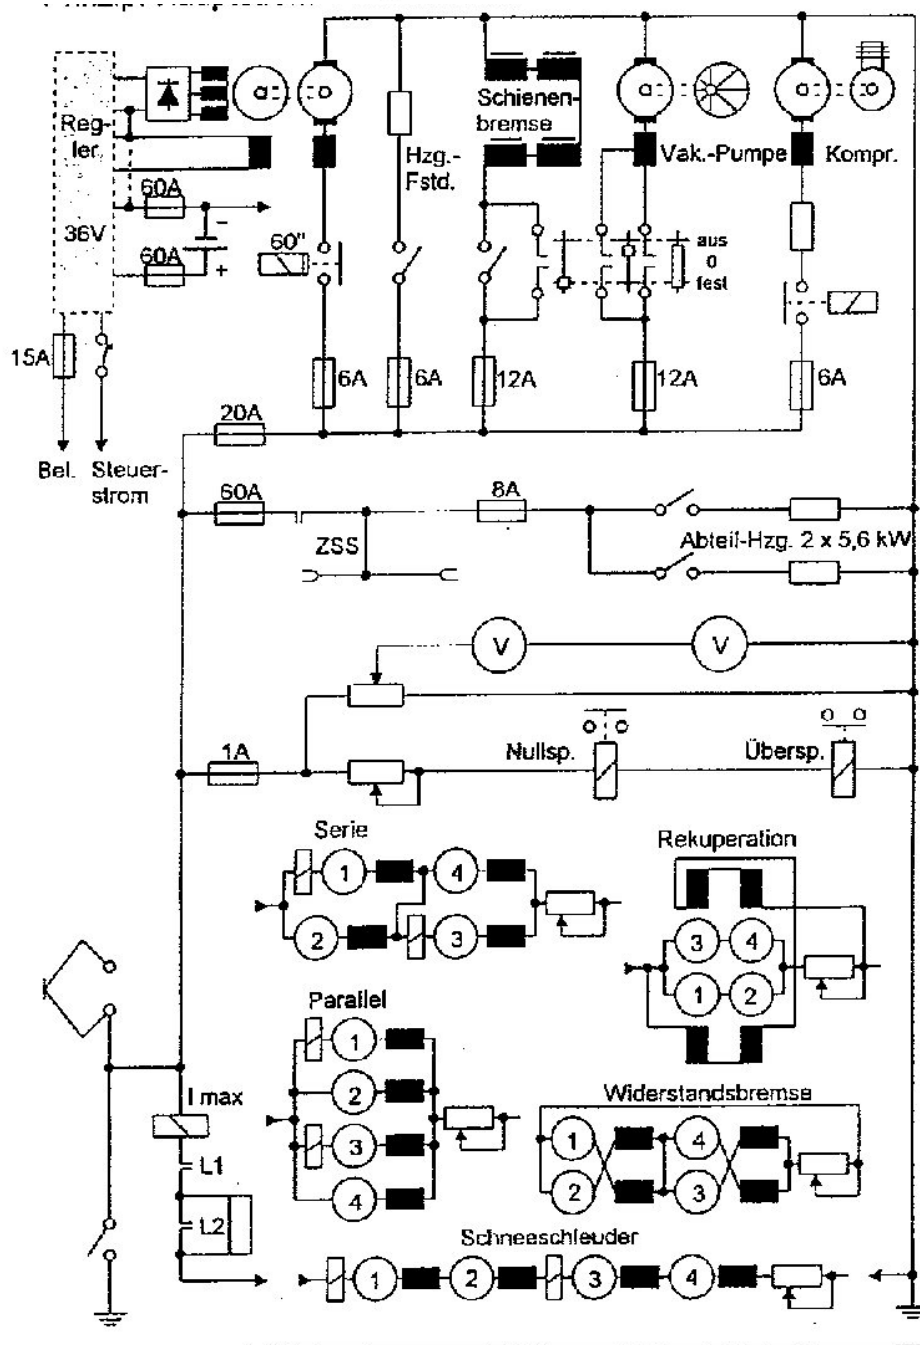 Reg-
ler
36V
60A
60A
−
+
15A
Bel.
Steuer-
strom
a
a
60"
6A
Hzg.-
Fstd.
6A
Schienen-
bremse
12A
a
Vak.-Pumpe
aus
0
fest
12A
a
Kompr.
6A
20A
60A
ZSS
8A
Abteil-Hzg. 2 x 5,6 kW
V
V
1A
Nullsp.
Übersp.
Serie
1
4
2
3
Rekuperation
3
4
1
2
Parallel
1
2
3
4
I max
L1
L2
Widerstandsbremse
1
4
2
3
Schneeschleuder
1
2
3
4